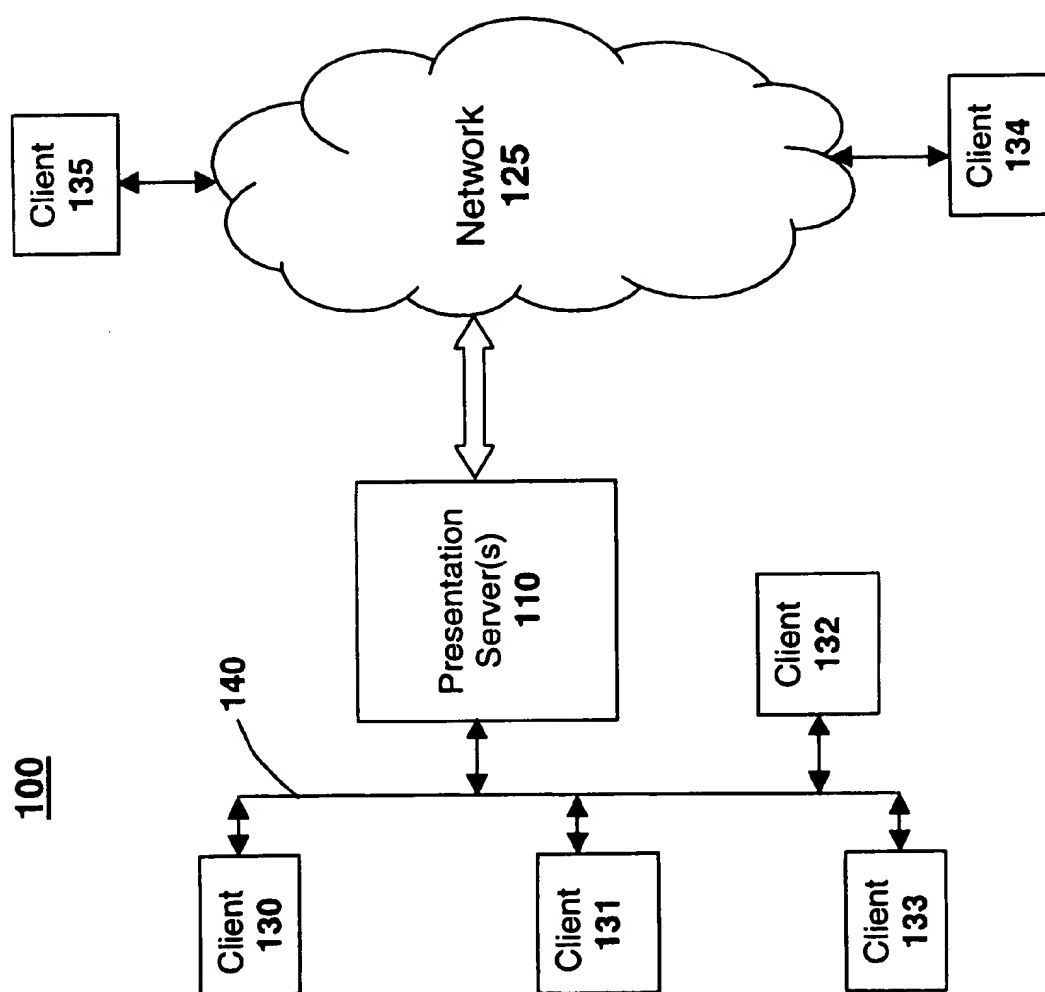 100
140
Client
130
Client
131
Client
133
Client
132
Presentation
Server(s)
110
Network
125
Client
135
Client
134